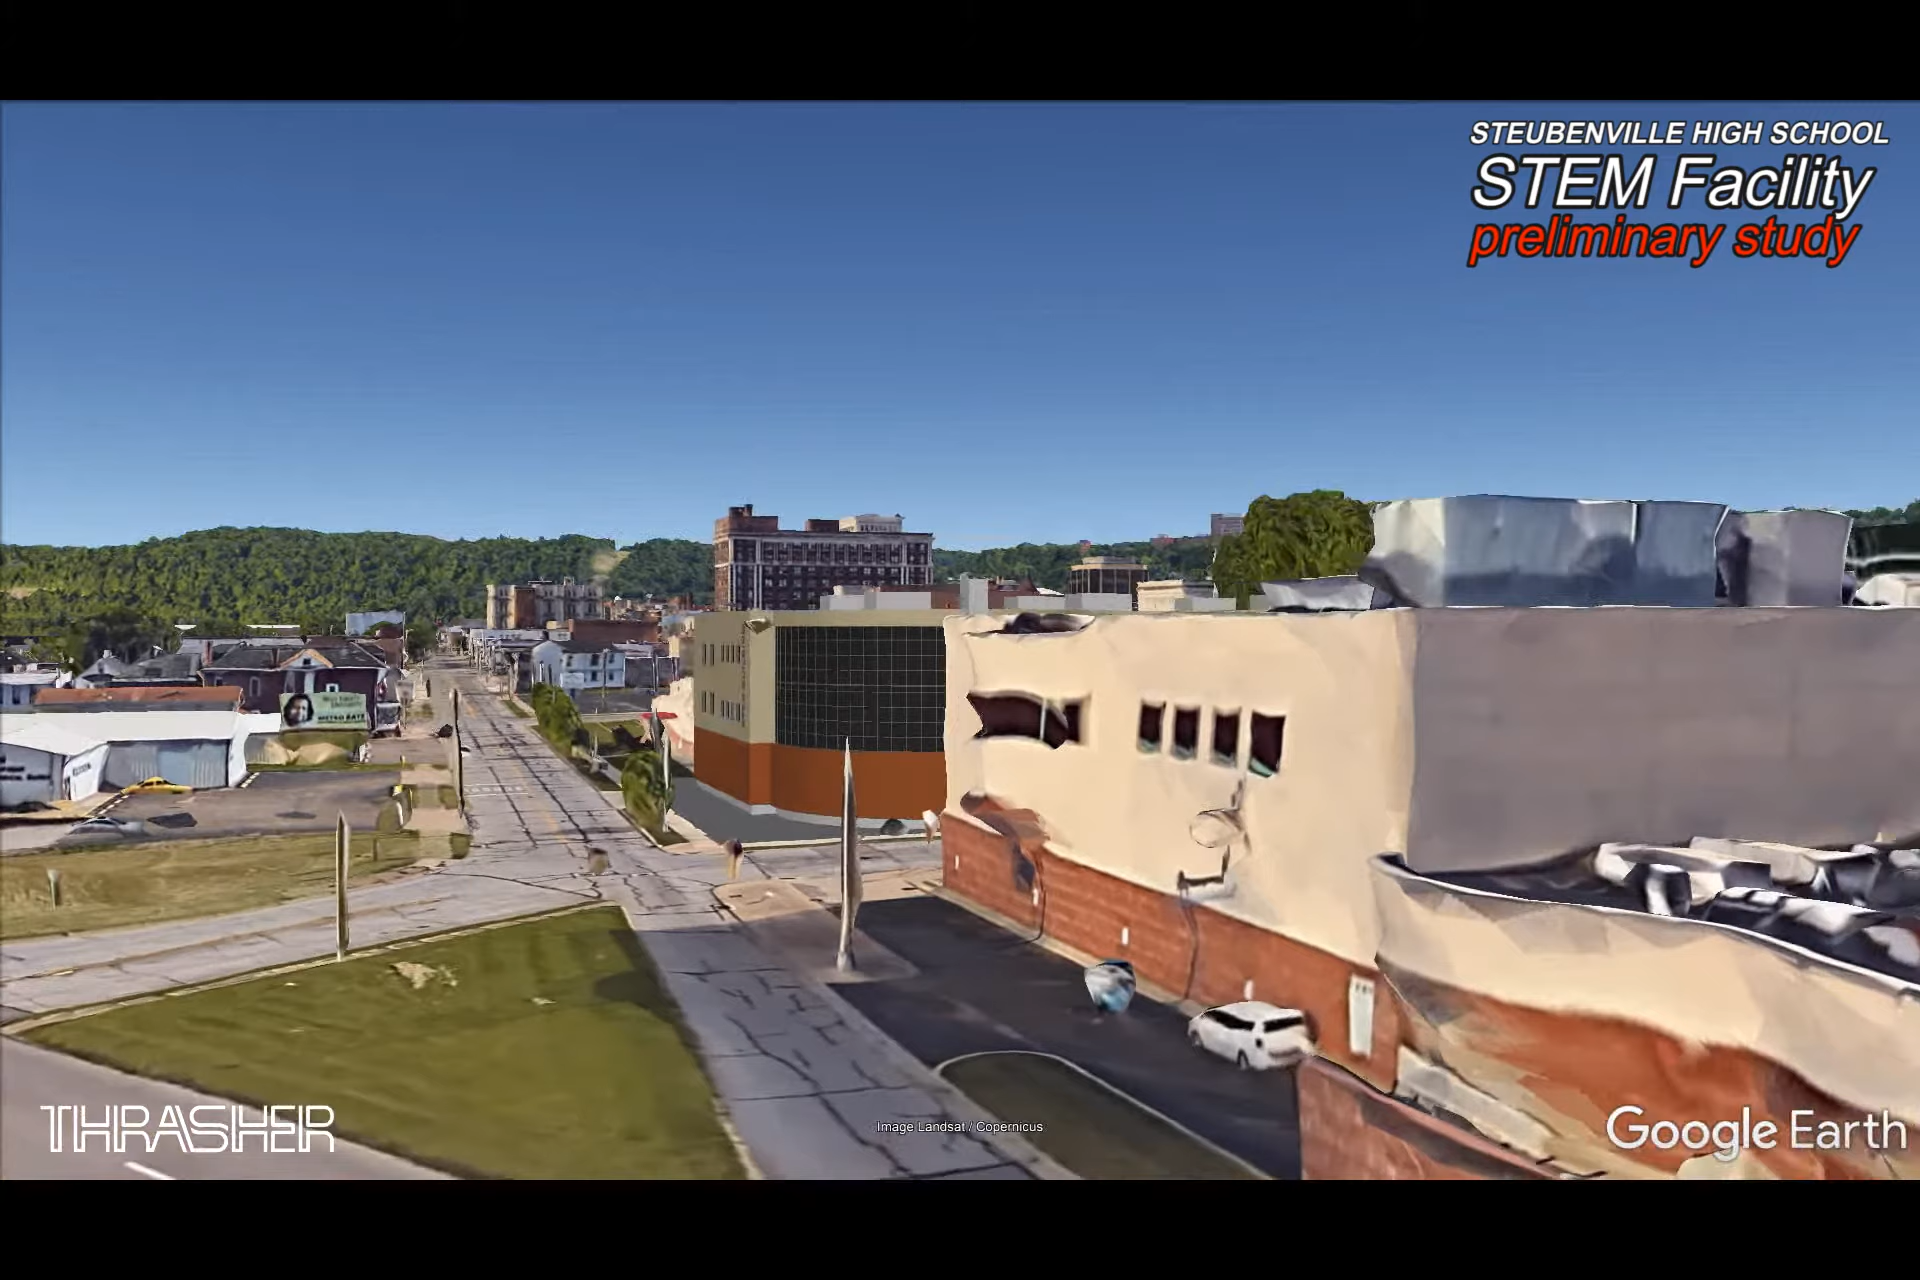 STEUBENVILLE HIGH SCHOOL
STEM Facility
preliminary study
THRASHER
Image Landsat / Copernicus
Google Earth